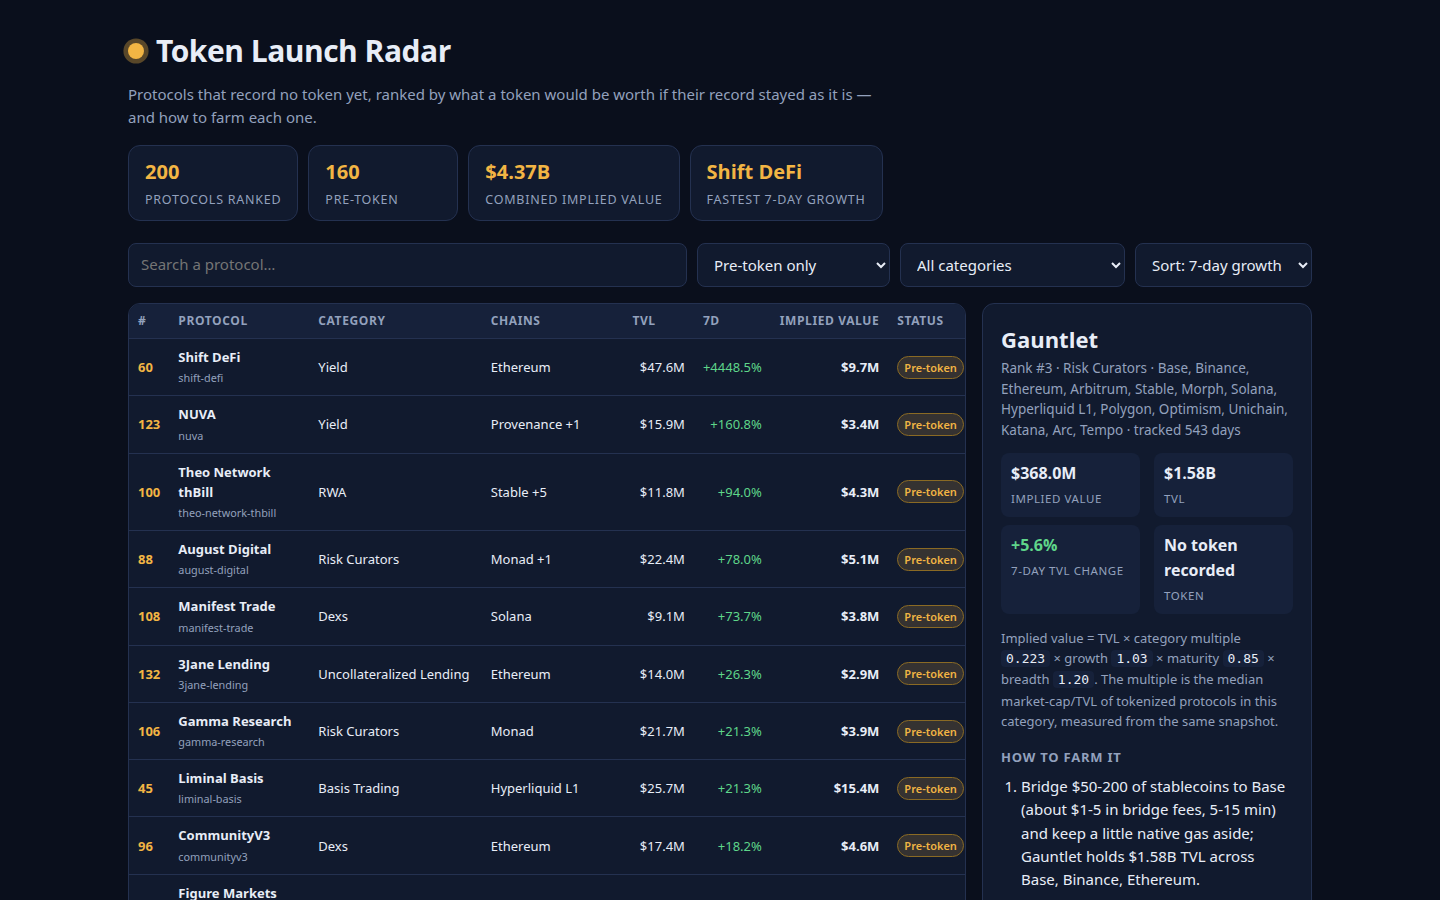 Token Launch Radar
Protocols that record no token yet, ranked by what a token would be worth if their record stayed as it is —
and how to farm each one.
200
PROTOCOLS RANKED
160
PRE-TOKEN
$4.37B
COMBINED IMPLIED VALUE
Shift DeFi
FASTEST 7-DAY GROWTH
Search a protocol...
Pre-token only
All categories
Sort: 7-day growth
# PROTOCOL CATEGORY CHAINS TVL 7D IMPLIED VALUE STATUS
60 Shift DeFi Yield Ethereum $47.6M +4448.5% $9.7M Pre-token
shift-defi
123 NUVA Yield Provenance +1 $15.9M +160.8% $3.4M Pre-token
nuva
100 Theo Network thBill RWA Stable +5 $11.8M +94.0% $4.3M Pre-token
theo-network-thbill
88 August Digital Risk Curators Monad +1 $22.4M +78.0% $5.1M Pre-token
august-digital
108 Manifest Trade Dexs Solana $9.1M +73.7% $3.8M Pre-token
manifest-trade
132 3Jane Lending Uncollateralized Lending Ethereum $14.0M +26.3% $2.9M Pre-token
3jane-lending
106 Gamma Research Risk Curators Monad $21.7M +21.3% $3.9M Pre-token
gamma-research
45 Liminal Basis Basis Trading Hyperliquid L1 $25.7M +21.3% $15.4M Pre-token
liminal-basis
96 CommunityV3 Dexs Ethereum $17.4M +18.2% $4.6M Pre-token
communityv3
Figure Markets
Gauntlet
Rank #3 · Risk Curators · Base, Binance,
Ethereum, Arbitrum, Stable, Morph, Solana,
Hyperliquid L1, Polygon, Optimism, Unichain,
Katana, Arc, Tempo · tracked 543 days
$368.0M
IMPLIED VALUE
$1.58B
TVL
+5.6%
7-DAY TVL CHANGE
No token
recorded
TOKEN
Implied value = TVL × category multiple
0.223 × growth 1.03 × maturity 0.85 ×
breadth 1.20 . The multiple is the median
market-cap/TVL of tokenized protocols in this
category, measured from the same snapshot.
HOW TO FARM IT
1. Bridge $50-200 of stablecoins to Base
(about $1-5 in bridge fees, 5-15 min)
and keep a little native gas aside;
Gauntlet holds $1.58B TVL across
Base, Binance, Ethereum.